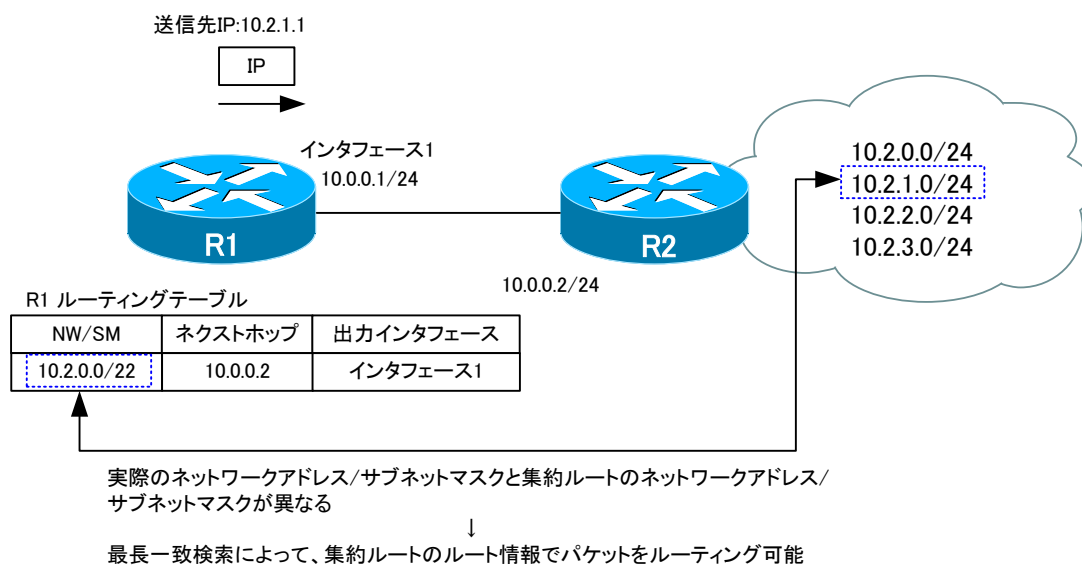 送信先IP:10.2.1.1
IP
インタフェース1
10.0.0.1/24
R1
R2
10.0.0.2/24
10.2.0.0/24
10.2.1.0/24
10.2.2.0/24
10.2.3.0/24
R1 ルーティングテーブル
NW/SM ネクストホップ 出力インタフェース
10.2.0.0/22 10.0.0.2 インタフェース1
実際のネットワークアドレス/サブネットマスクと集約ルートのネットワークアドレス/
サブネットマスクが異なる
↓
最長一致検索によって、集約ルートのルート情報でパケットをルーティング可能